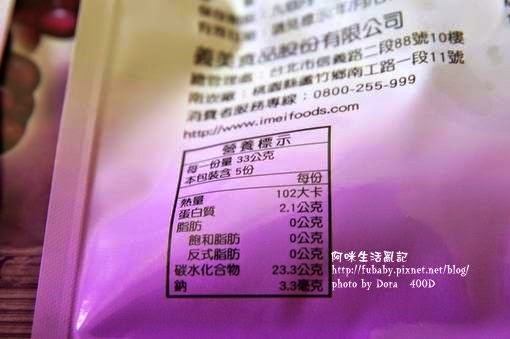 義美食品股份有限公司
總管理處：台北市信義路二段88號10樓
南崁廠：桃園縣蘆竹鄉南工路一段11號
消費者服務專線：0800-255-999
http://www.imeifoods.com
營養標示
每一份量 33公克
本包裝含 5份
每份
熱量 102大卡
蛋白質 2.1公克
脂肪 0公克
飽和脂肪 0公克
反式脂肪 0公克
碳水化合物 23.3公克
鈉 3.3毫克
阿咪生活亂記
http://fubaby.pixnet.net/blog/
photo by Dora 400D